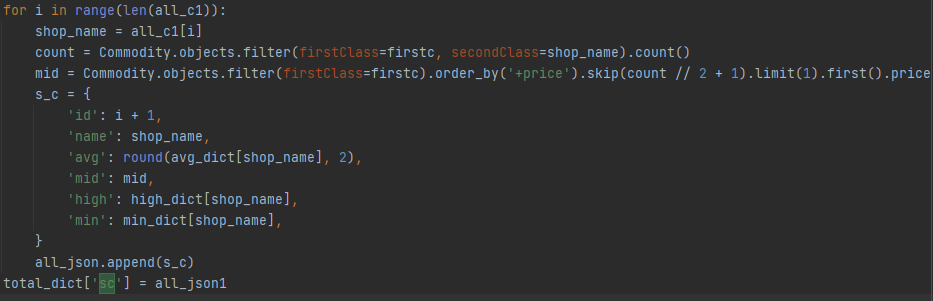 for i in range(len(all_c1)):
    shop_name = all_c1[i]
    count = Commodity.objects.filter(firstClass=firstc, secondClass=shop_name).count()
    mid = Commodity.objects.filter(firstClass=firstc).order_by('+price').skip(count // 2 + 1).limit(1).first().price
    s_c = {
        'id': i + 1,
        'name': shop_name,
        'avg': round(avg_dict[shop_name], 2),
        'mid': mid,
        'high': high_dict[shop_name],
        'min': min_dict[shop_name],
    }
    all_json.append(s_c)
total_dict['sc'] = all_json1